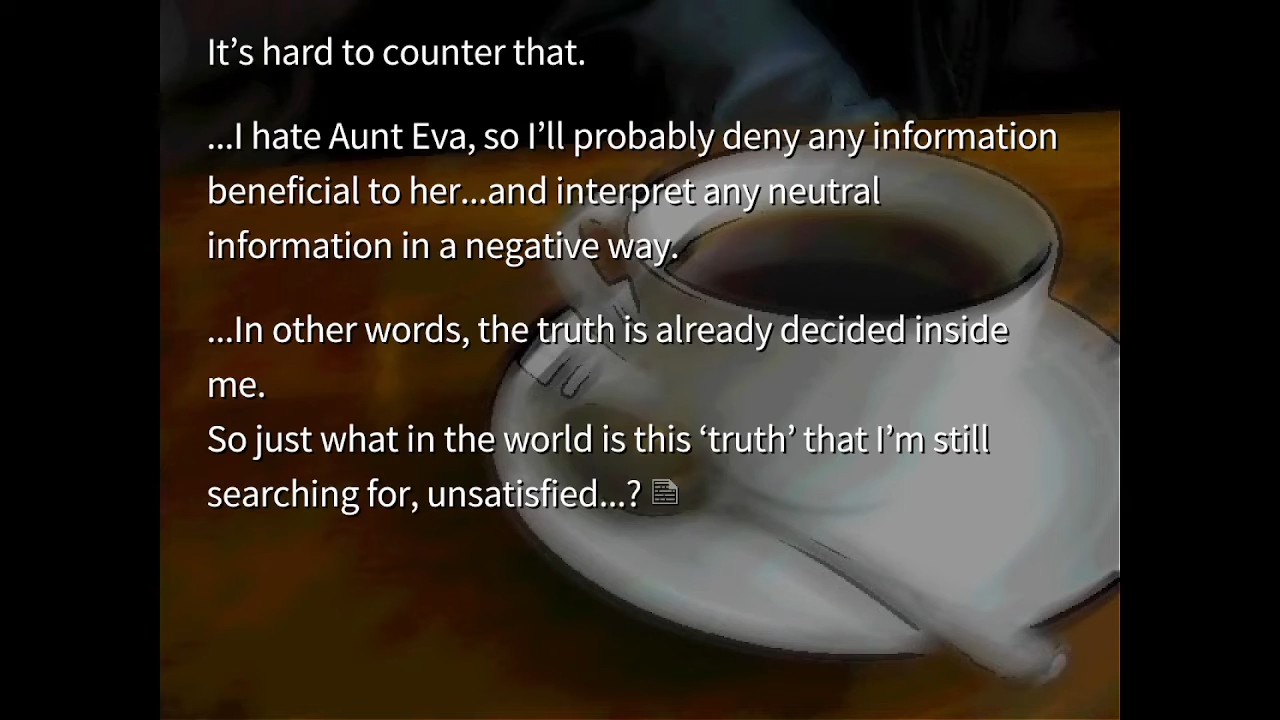 It’s hard to counter that.
...I hate Aunt Eva, so I’ll probably deny any information
beneficial to her...and interpret any neutral
information in a negative way.
...In other words, the truth is already decided inside
me.
So just what in the world is this ‘truth’ that I’m still
searching for, unsatisfied...?